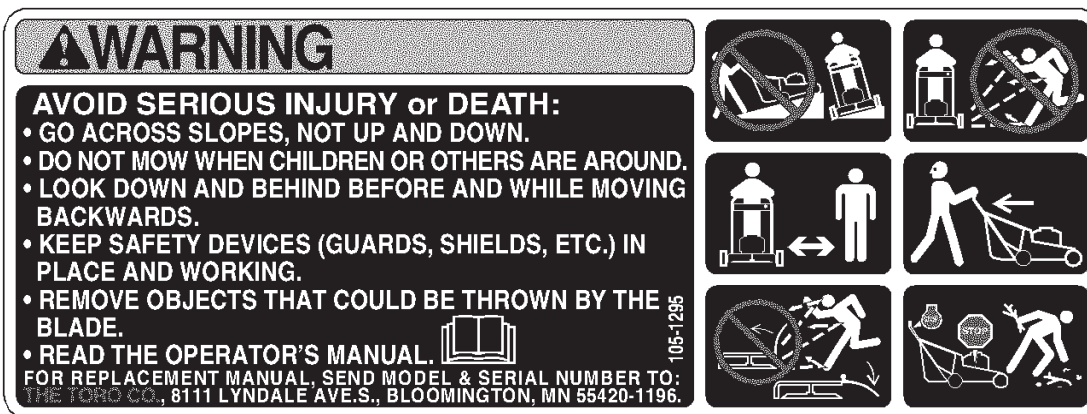 WARNING
AVOID SERIOUS INJURY or DEATH:
• GO ACROSS SLOPES, NOT UP AND DOWN.
• DO NOT MOW WHEN CHILDREN OR OTHERS ARE AROUND.
• LOOK DOWN AND BEHIND BEFORE AND WHILE MOVING
BACKWARDS.
• KEEP SAFETY DEVICES (GUARDS, SHIELDS, ETC.) IN
PLACE AND WORKING.
• REMOVE OBJECTS THAT COULD BE THROWN BY THE
BLADE.
• READ THE OPERATOR'S MANUAL.
FOR REPLACEMENT MANUAL, SEND MODEL & SERIAL NUMBER TO:
THE TORO CO., 8111 LYNDALE AVE.S., BLOOMINGTON, MN 55420-1196.
105-1295
STOP